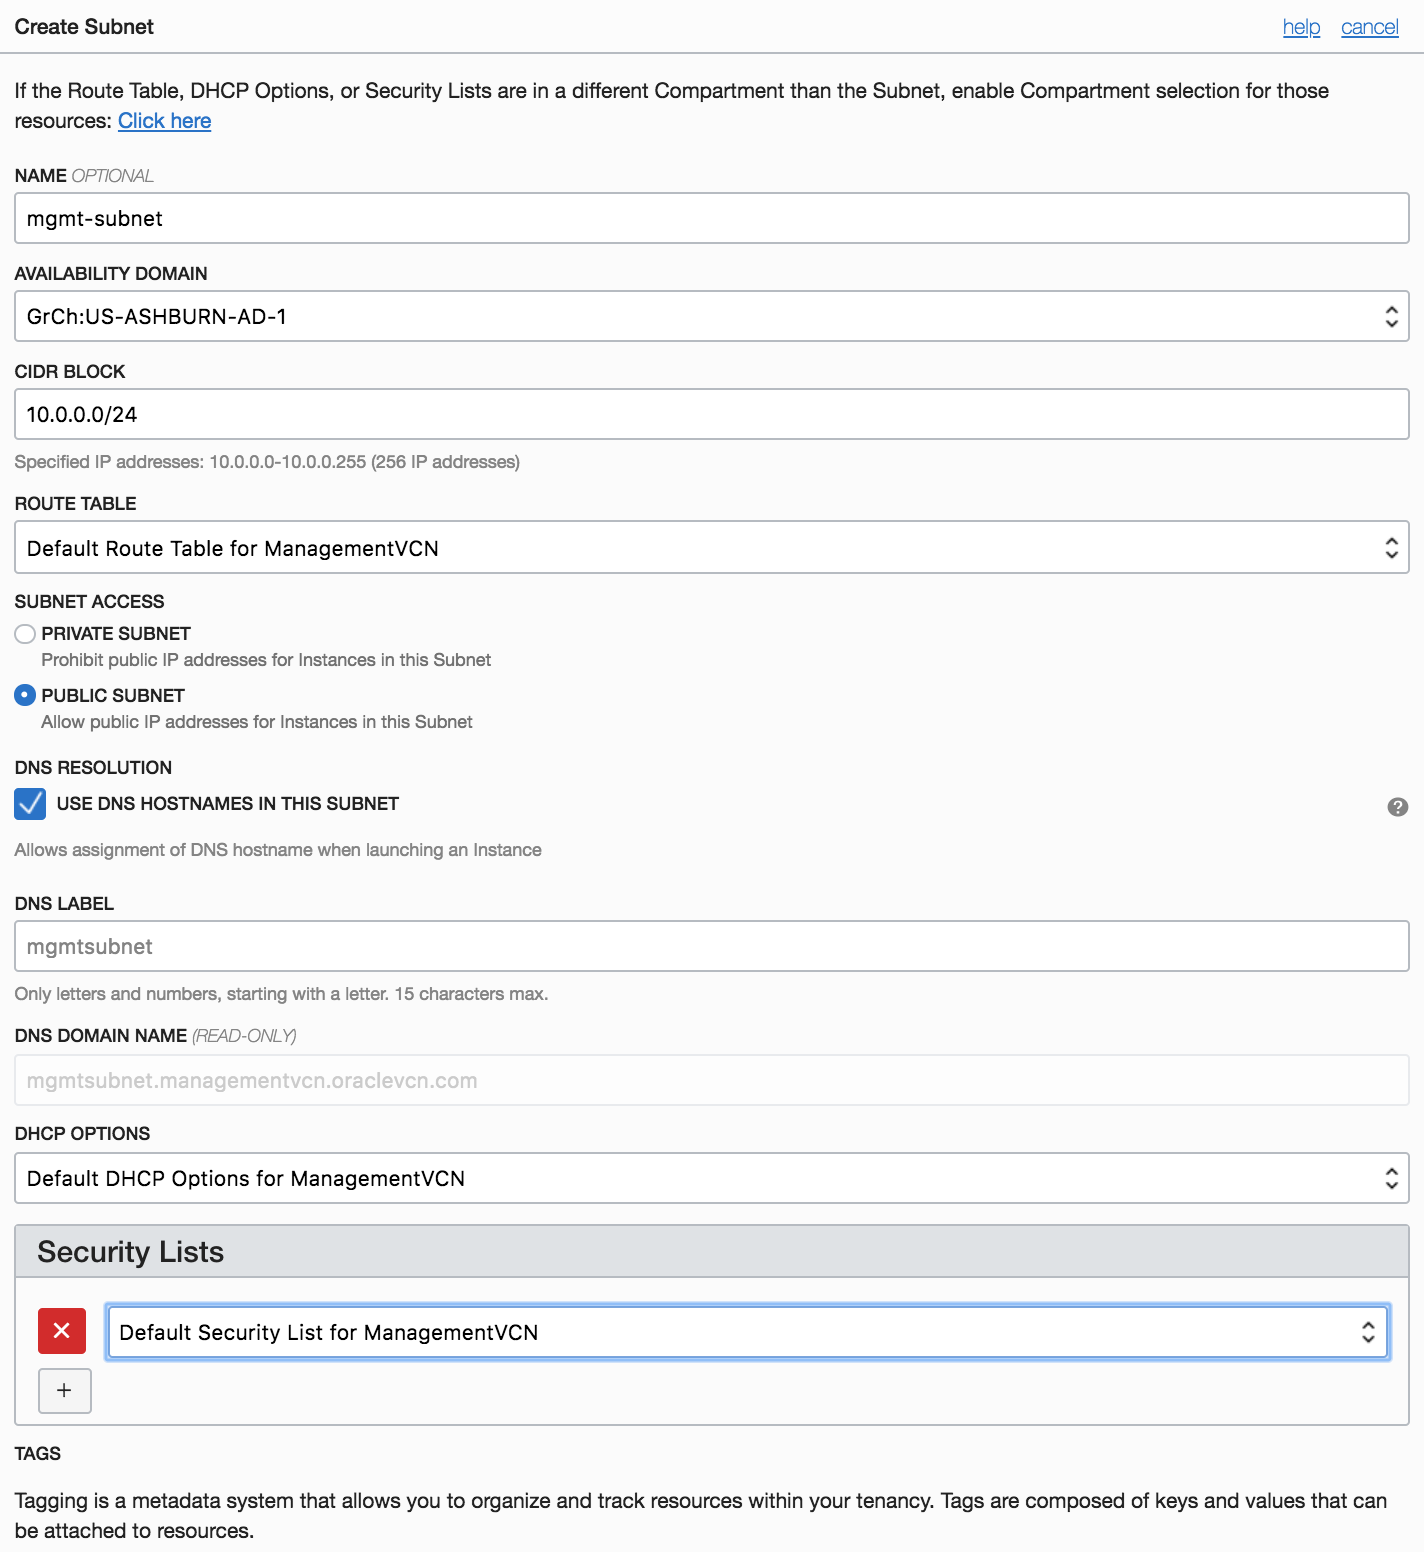 Create Subnet help cancel
If the Route Table, DHCP Options, or Security Lists are in a different Compartment than the Subnet, enable Compartment selection for those
resources: Click here
NAME OPTIONAL
mgmt-subnet
AVAILABILITY DOMAIN
GrCh:US-ASHBURN-AD-1
CIDR BLOCK
10.0.0.0/24
Specified IP addresses: 10.0.0.0-10.0.0.255 (256 IP addresses)
ROUTE TABLE
Default Route Table for ManagementVCN
SUBNET ACCESS
PRIVATE SUBNET
Prohibit public IP addresses for Instances in this Subnet
PUBLIC SUBNET
Allow public IP addresses for Instances in this Subnet
DNS RESOLUTION
USE DNS HOSTNAMES IN THIS SUBNET
?
Allows assignment of DNS hostname when launching an Instance
DNS LABEL
mgmtsubnet
Only letters and numbers, starting with a letter. 15 characters max.
DNS DOMAIN NAME (READ-ONLY)
mgmtsubnet.managementvcn.oraclevcn.com
DHCP OPTIONS
Default DHCP Options for ManagementVCN
Security Lists
Default Security List for ManagementVCN
+
TAGS
Tagging is a metadata system that allows you to organize and track resources within your tenancy. Tags are composed of keys and values that can
be attached to resources.